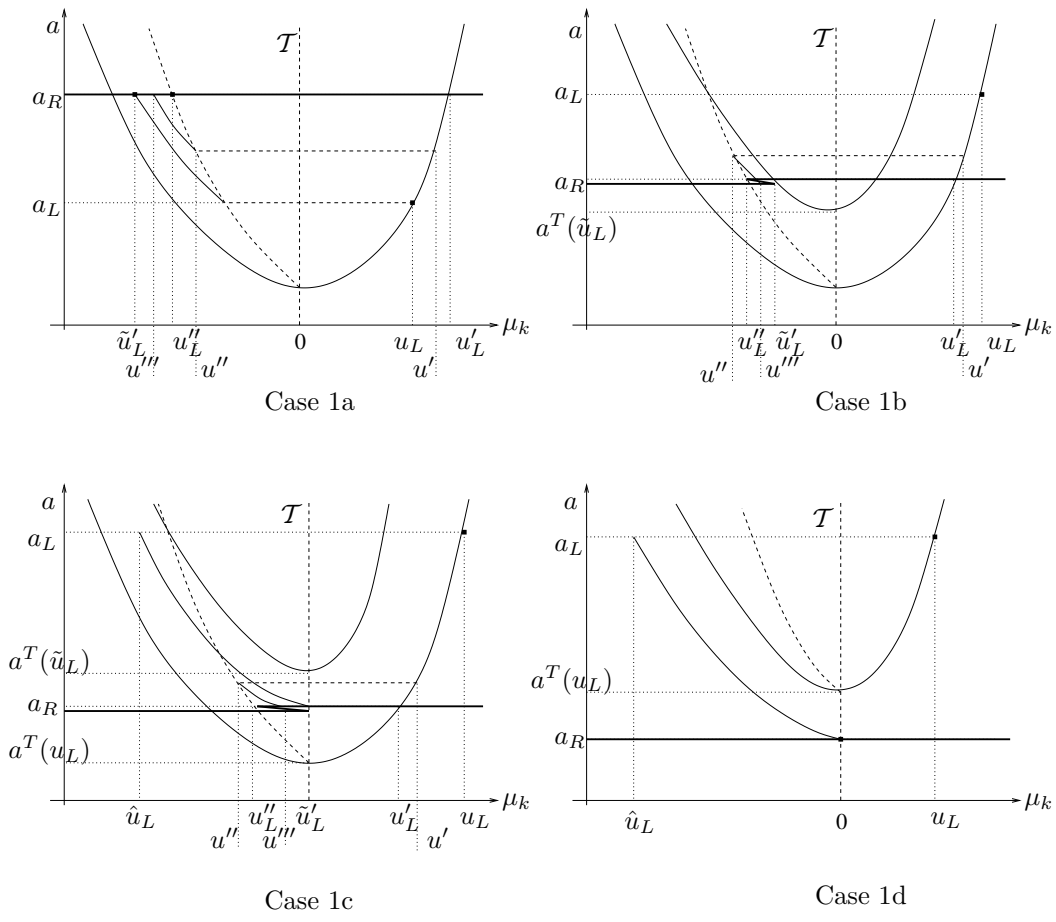 a
𝒯
a_R
a_L
μ_k
ũ′_L u″_L 0 u_L u′_L
u‴ u″ u′
Case 1a
a
𝒯
a_L
a_R
a^T(ũ_L)
μ_k
u″_L ũ′_L 0 u′_L u_L
u″ u‴ u′
Case 1b
a
𝒯
a_L
a^T(ũ_L)
a_R
a^T(u_L)
μ_k
û_L u″_L ũ′_L u′_L u_L
u″ u‴ u′
Case 1c
a
𝒯
a_L
a^T(u_L)
a_R
μ_k
û_L 0 u_L
Case 1d